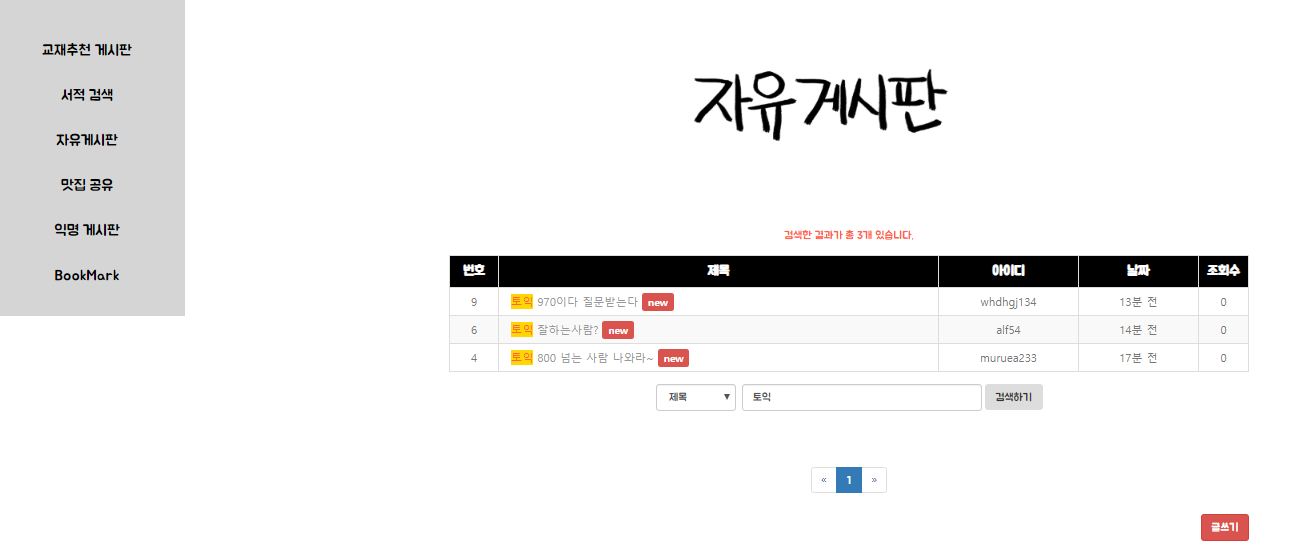 교재추천 게시판
서적 검색
자유게시판
맛집 공유
익명 게시판
BookMark
자유게시판
검색한 결과가 총 3개 있습니다.
번호 제목 아이디 날짜 조회수
9 토익 970이다 질문받는다 new whdhgj134 13분 전 0
6 토익 잘하는사람? new alf54 14분 전 0
4 토익 800 넘는 사람 나와라~ new muruea233 17분 전 0
제목 ▼ 토익 검색하기
« 1 »
글쓰기